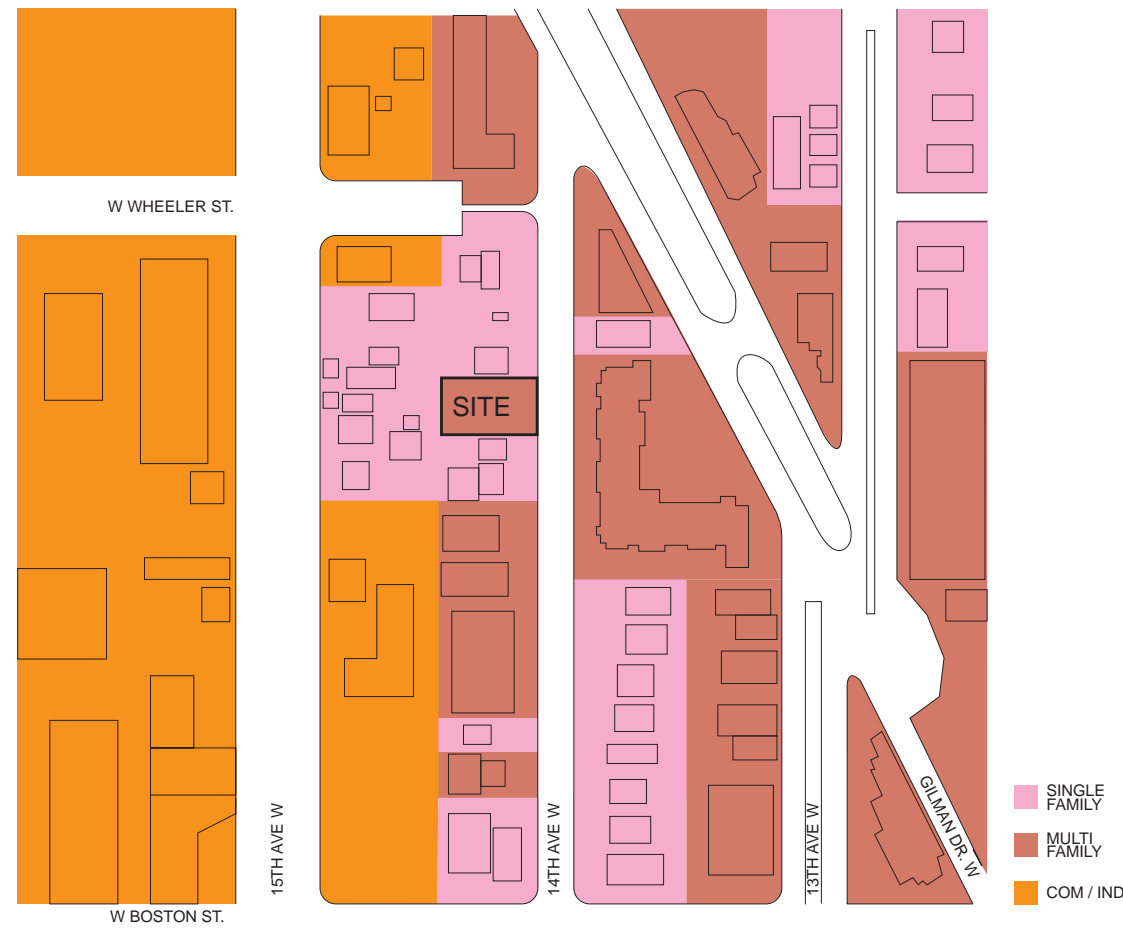 W WHEELER ST.
SITE
15TH AVE W
14TH AVE W
13TH AVE W
GILMAN DR. W
W BOSTON ST.
SINGLE
FAMILY
MULTI
FAMILY
COM / IND